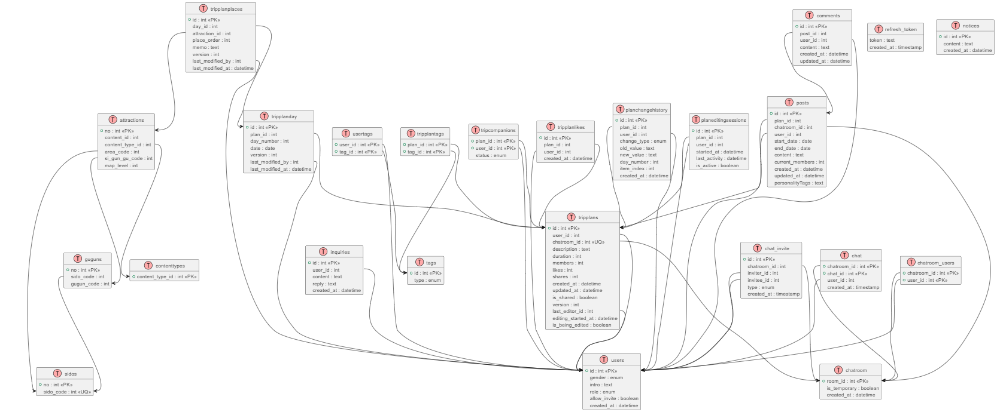 T tripplanplaces
id : int «PK»
day_id : int
attraction_id : int
place_order : int
memo : text
version : int
last_modified_by : int
last_modified_at : datetime
T comments
id : int «PK»
post_id : int
user_id : int
content : text
created_at : datetime
updated_at : datetime
T refresh_token
token : text
created_at : timestamp
T notices
id : int «PK»
content : text
created_at : datetime
T attractions
no : int «PK»
content_id : int
content_type_id : int
area_code : int
si_gun_gu_code : int
map_level : int
T tripplanday
id : int «PK»
plan_id : int
day_number : int
date : date
version : int
last_modified_by : int
last_modified_at : datetime
T usertags
user_id : int «PK»
tag_id : int «PK»
T tripplantags
plan_id : int «PK»
tag_id : int «PK»
T tripcompanions
plan_id : int «PK»
user_id : int «PK»
status : enum
T tripplanlikes
id : int «PK»
plan_id : int
user_id : int
created_at : datetime
T planchangehistory
id : int «PK»
plan_id : int
user_id : int
change_type : enum
old_value : text
new_value : text
day_number : int
item_index : int
created_at : datetime
T planeditingsessions
id : int «PK»
plan_id : int
user_id : int
started_at : datetime
last_activity : datetime
is_active : boolean
T posts
id : int «PK»
plan_id : int
chatroom_id : int
user_id : int
start_date : date
end_date : date
content : text
current_members : int
created_at : datetime
updated_at : datetime
personalityTags : text
T guguns
no : int «PK»
sido_code : int
gugun_code : int
T contenttypes
content_type_id : int «PK»
T inquiries
id : int «PK»
user_id : int
content : text
reply : text
created_at : datetime
T tags
id : int «PK»
type : enum
T tripplans
id : int «PK»
user_id : int
chatroom_id : int «UQ»
description : text
duration : int
members : int
likes : int
shares : int
created_at : datetime
updated_at : datetime
is_shared : boolean
version : int
last_editor_id : int
editing_started_at : datetime
is_being_edited : boolean
T chat_invite
id : int «PK»
chatroom_id : int
inviter_id : int
invitee_id : int
type : enum
created_at : timestamp
T chat
chatroom_id : int «PK»
chat_id : int «PK»
user_id : int
created_at : timestamp
T chatroom_users
chatroom_id : int «PK»
user_id : int «PK»
T sidos
no : int «PK»
sido_code : int «UQ»
T users
id : int «PK»
gender : enum
intro : text
role : enum
allow_invite : boolean
created_at : datetime
T chatroom
room_id : int «PK»
is_temporary : boolean
created_at : datetime